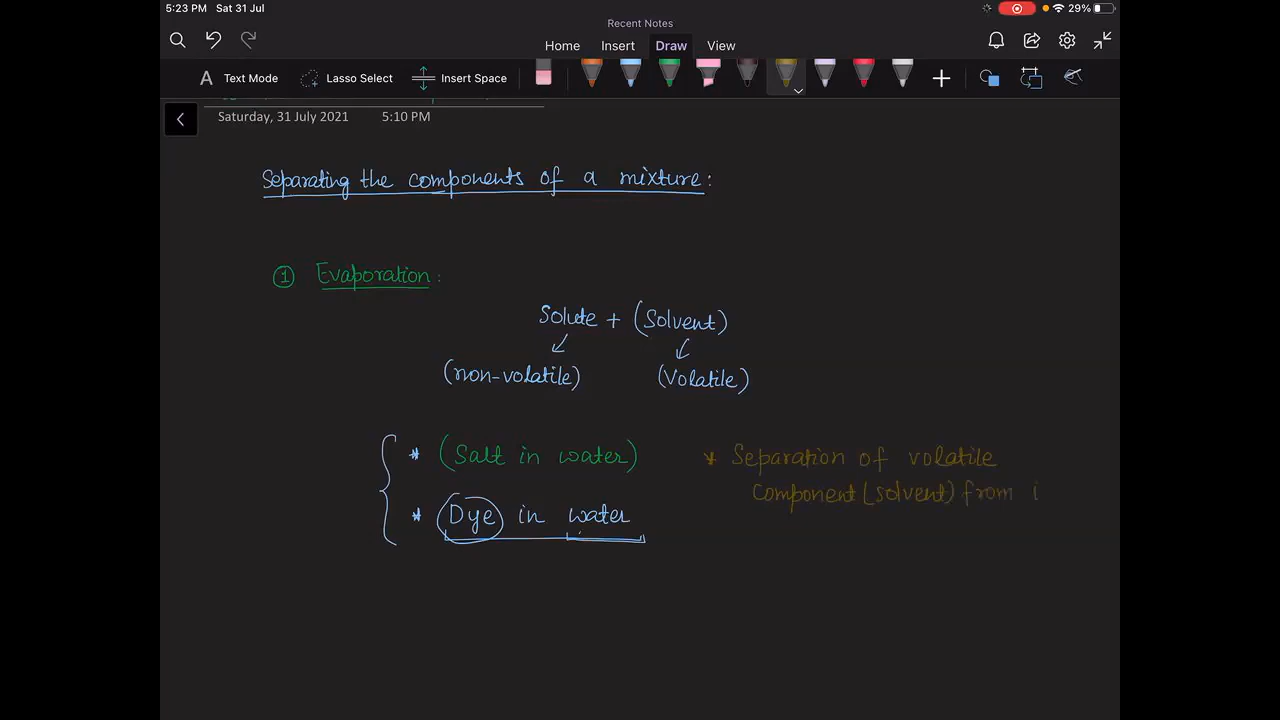 5:23 PM Sat 31 Jul
29%
Recent Notes
Home Insert Draw View
Text Mode Lasso Select Insert Space
Saturday, 31 July 2021 5:10 PM
Separating the components of a mixture:
1 Evaporation:
Solute + (Solvent)
(non-volatile) (Volatile)
* (Salt in water)
* Dye in water
* Separation of volatile
component (solvent) from i